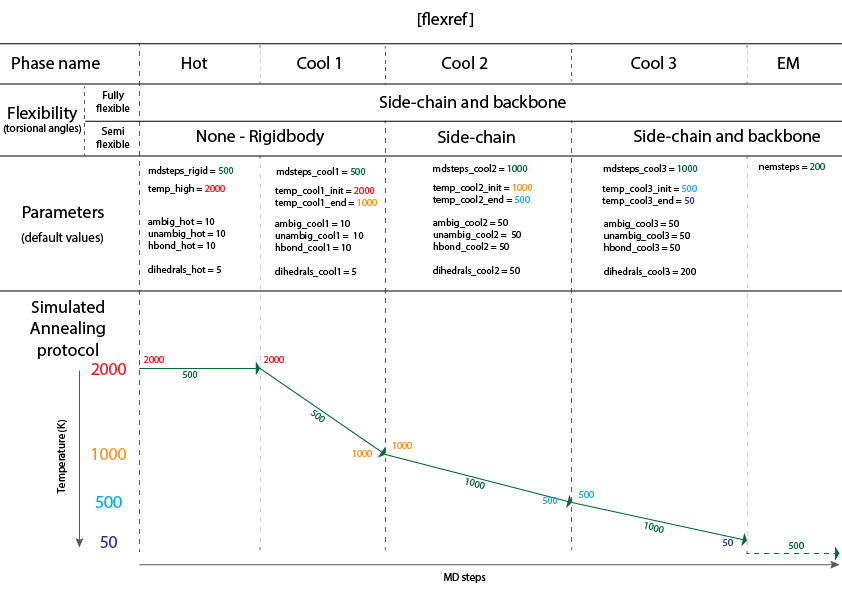 [flexref]
Phase name
Hot
Cool 1
Cool 2
Cool 3
EM
Flexibility
(torsional angles)
Fully
flexible
Side-chain and backbone
Semi
flexible
None - Rigidbody
Side-chain
Side-chain and backbone
Parameters
(default values)
mdsteps_rigid = 500
temp_high = 2000
ambig_hot = 10
unambig_hot = 10
hbond_hot = 10
dihedrals_hot = 5
mdsteps_cool1 = 500
temp_cool1_init = 2000
temp_cool1_end = 1000
ambig_cool1 = 10
unambig_cool1 = 10
hbond_cool1 = 10
dihedrals_cool1 = 5
mdsteps_cool2 = 1000
temp_cool2_init = 1000
temp_cool2_end = 500
ambig_cool2 = 50
unambig_cool2 = 50
hbond_cool2 = 50
dihedrals_cool2 = 50
mdsteps_cool3 = 1000
temp_cool3_init = 500
temp_cool3_end = 50
ambig_cool3 = 50
unambig_cool3 = 50
hbond_cool3 = 50
dihedrals_cool3 = 200
nemsteps = 200
Simulated
Annealing
protocol
Temperature (K)
2000
1000
500
50
2000
500
2000
500
1000
1000
1000
500
500
1000
50
500
MD steps